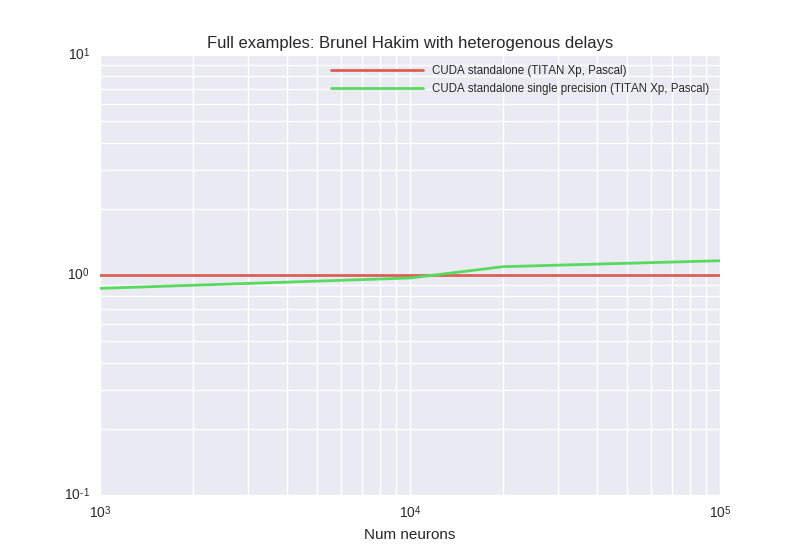 Full examples: Brunel Hakim with heterogenous delays
10^1
CUDA standalone (TITAN Xp, Pascal)
CUDA standalone single precision (TITAN Xp, Pascal)
10^0
10^-1
10^3 10^4 10^5
Num neurons